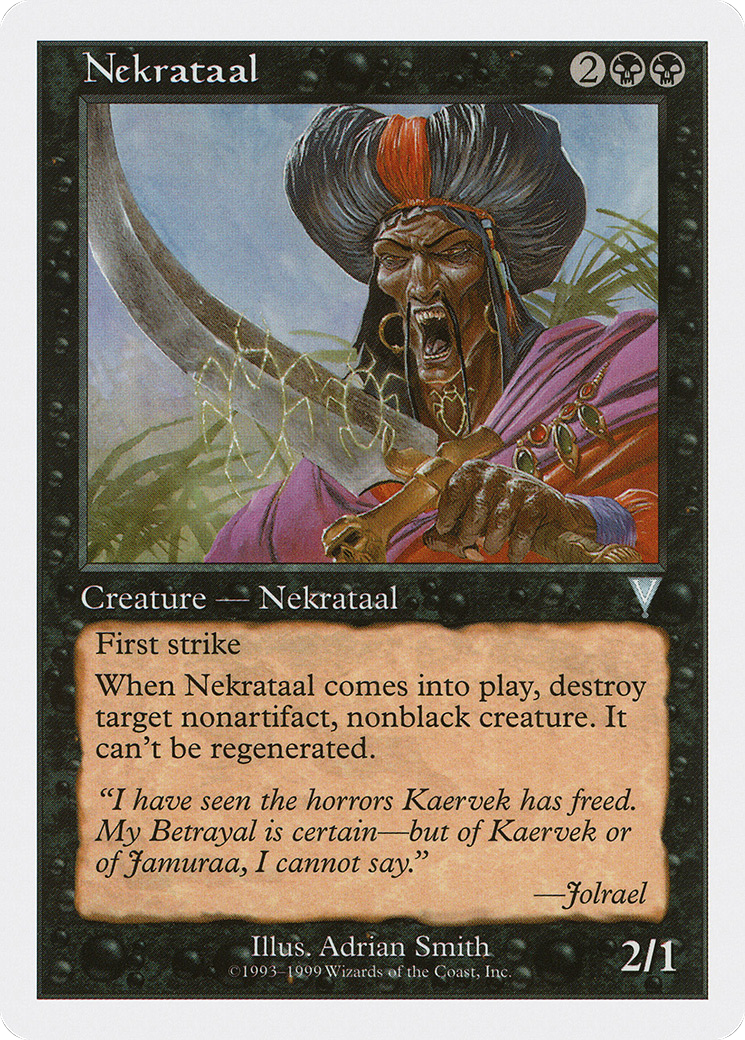 Nekrataal 2
Creature — Nekrataal
First strike
When Nekrataal comes into play, destroy
target nonartifact, nonblack creature. It
can't be regenerated.
“I have seen the horrors Kaervek has freed.
My Betrayal is certain—but of Kaervek or
of Jamuraa, I cannot say.”
—Jolrael
Illus. Adrian Smith
©1993–1999 Wizards of the Coast, Inc.
2/1